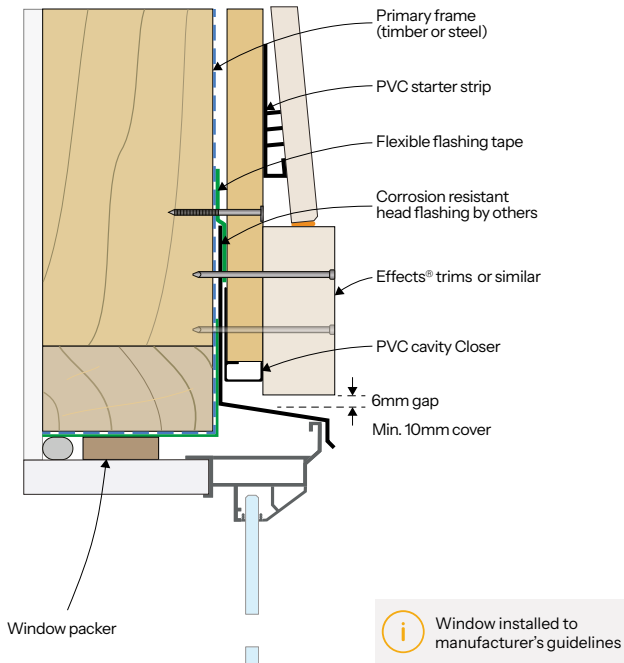 Primary frame
(timber or steel)
PVC starter strip
Flexible flashing tape
Corrosion resistant
head flashing by others
Effects® trims or similar
PVC cavity Closer
6mm gap
Min. 10mm cover
Window packer
i
Window installed to
manufacturer's guidelines